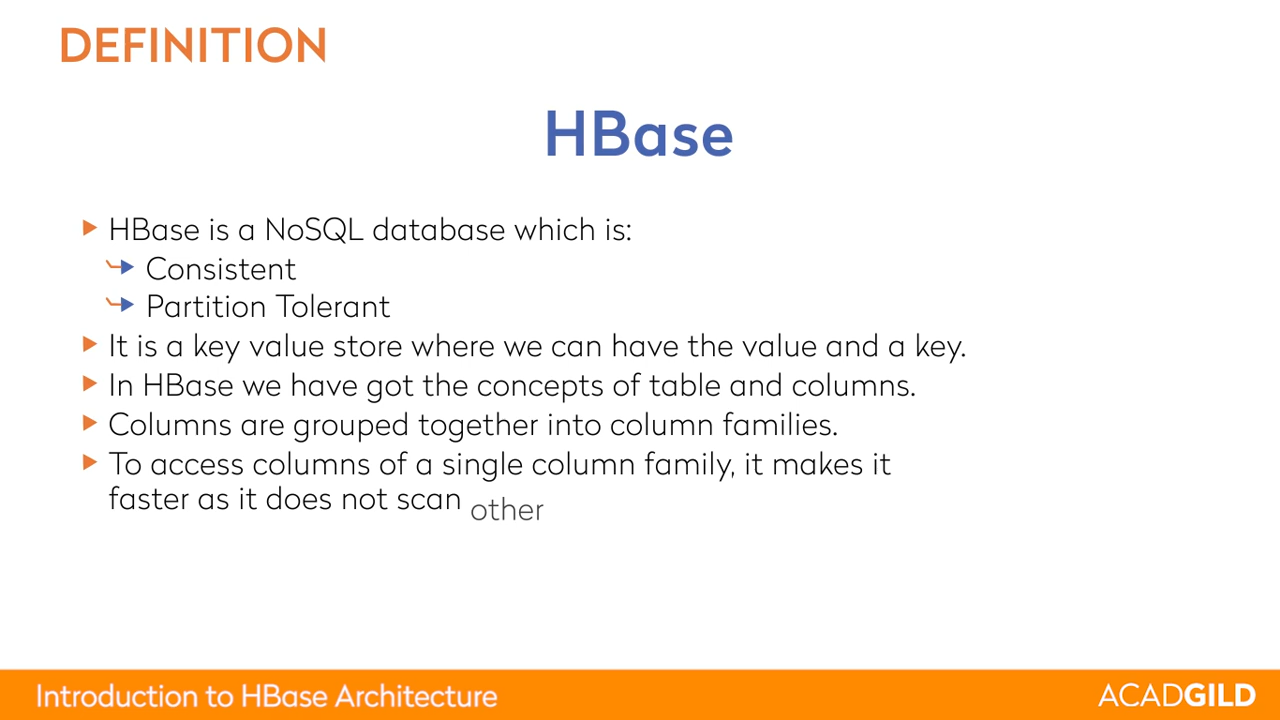 DEFINITION
HBase
HBase is a NoSQL database which is:
Consistent
Partition Tolerant
It is a key value store where we can have the value and a key.
In HBase we have got the concepts of table and columns.
Columns are grouped together into column families.
To access columns of a single column family, it makes it
faster as it does not scan other
Introduction to HBase Architecture
ACADGILD